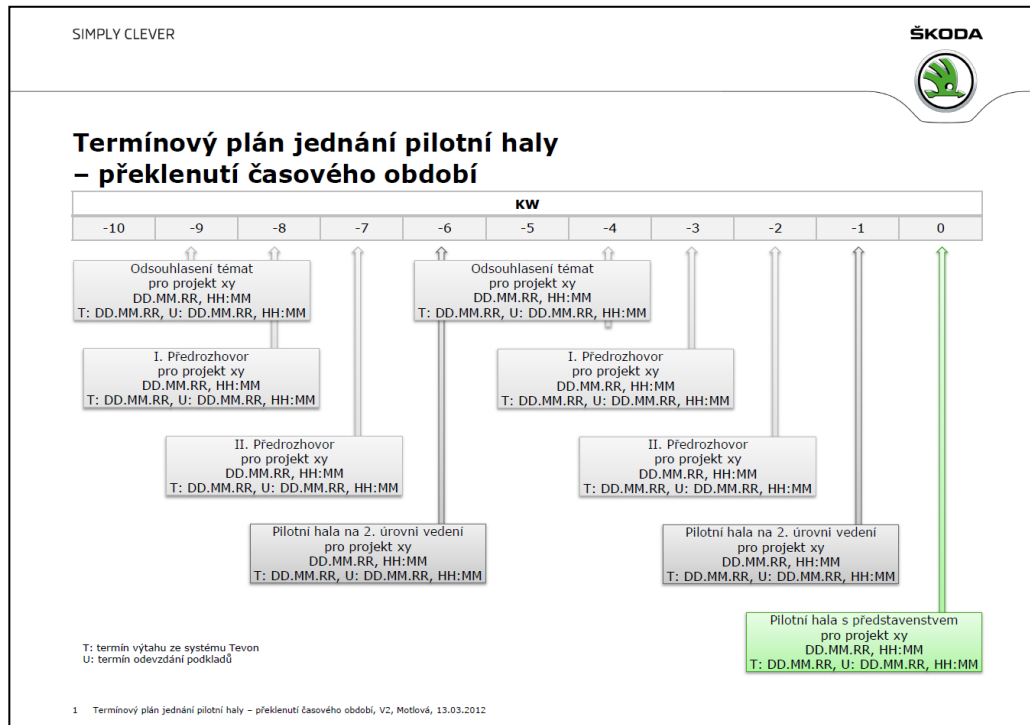 SIMPLY CLEVER
ŠKODA
Termínový plán jednání pilotní haly
– překlenutí časového období
KW
-10 -9 -8 -7 -6 -5 -4 -3 -2 -1 0
Odsouhlasení témat
pro projekt xy
DD.MM.RR, HH:MM
T: DD.MM.RR, U: DD.MM.RR, HH:MM
Odsouhlasení témat
pro projekt xy
DD.MM.RR, HH:MM
T: DD.MM.RR, U: DD.MM.RR, HH:MM
I. Předrozhovor
pro projekt xy
DD.MM.RR, HH:MM
T: DD.MM.RR, U: DD.MM.RR, HH:MM
I. Předrozhovor
pro projekt xy
DD.MM.RR, HH:MM
T: DD.MM.RR, U: DD.MM.RR, HH:MM
II. Předrozhovor
pro projekt xy
DD.MM.RR, HH:MM
T: DD.MM.RR, U: DD.MM.RR, HH:MM
II. Předrozhovor
pro projekt xy
DD.MM.RR, HH:MM
T: DD.MM.RR, U: DD.MM.RR, HH:MM
Pilotní hala na 2. úrovni vedení
pro projekt xy
DD.MM.RR, HH:MM
T: DD.MM.RR, U: DD.MM.RR, HH:MM
Pilotní hala na 2. úrovni vedení
pro projekt xy
DD.MM.RR, HH:MM
T: DD.MM.RR, U: DD.MM.RR, HH:MM
Pilotní hala s představenstvem
pro projekt xy
DD.MM.RR, HH:MM
T: DD.MM.RR, U: DD.MM.RR, HH:MM
T: termín výtahu ze systému Tevon
U: termín odevzdání podkladů
1 Termínový plán jednání pilotní haly – překlenutí časového období, V2, Motlová, 13.03.2012